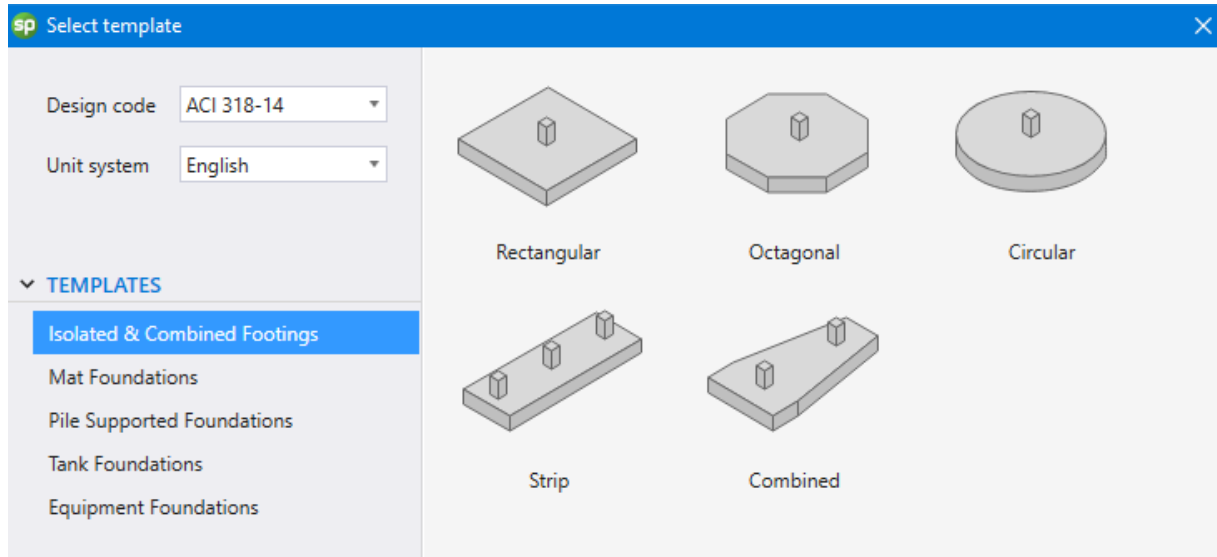 sp Select template
Design code ACI 318-14
Unit system English
TEMPLATES
Isolated & Combined Footings
Mat Foundations
Pile Supported Foundations
Tank Foundations
Equipment Foundations
Rectangular Octagonal Circular
Strip Combined